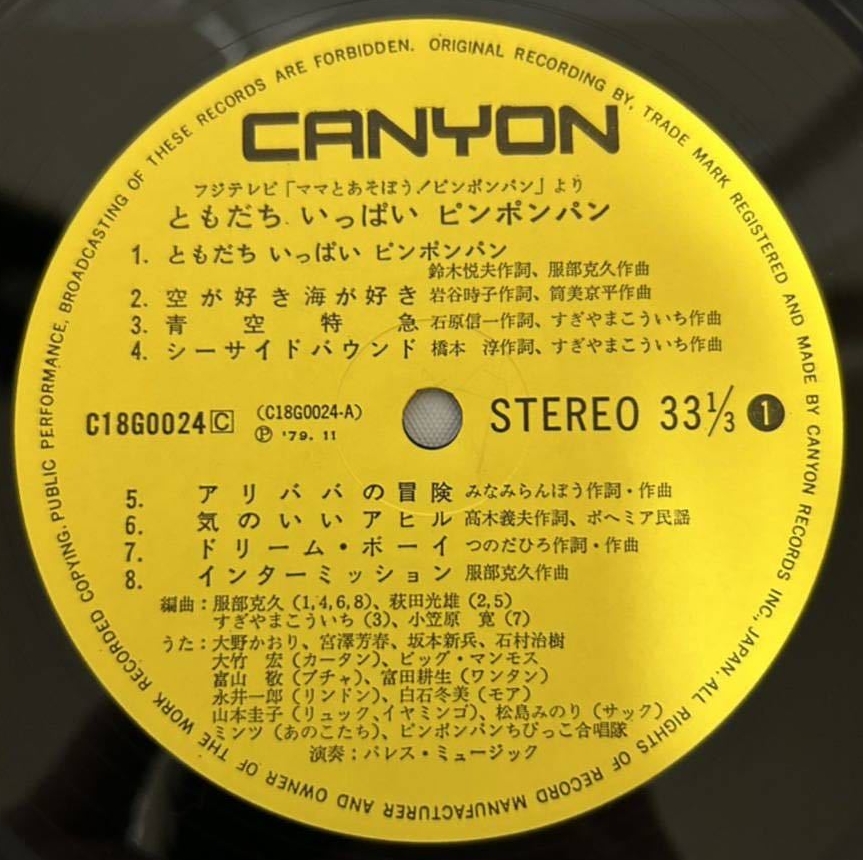 CANYON
フジテレビ「ママとあそぼう!ピンポンパン」より
ともだち いっぱい ピンポンパン
1. ともだち いっぱい ピンポンパン
鈴木悦夫作詞、服部克久作曲
2. 空が好き海が好き 岩谷時子作詞、筒美京平作曲
3. 青空特急 石原信一作詞、すぎやまこういち作曲
4. シーサイドバウンド 橋本 淳作詞、すぎやまこういち作曲
C18G0024 C (C18G0024-A) STEREO 33⅓ 1
Ⓟ '79. 11
5. アリババの冒険 みなみらんぼう作詞・作曲
6. 気のいいアヒル 高木義夫作詞、ボヘミア民謡
7. ドリーム・ボーイ つのだひろ作詞・作曲
8. インターミッション 服部克久作曲
編曲:服部克久(1,4,6,8)、萩田光雄(2,5)
すぎやまこういち(3)、小笠原 寛(7)
うた:大野かおり、宮澤芳春、坂本新兵、石村治樹
大竹 宏(カータン)、ビッグ・マンモス
富山 敬(ブチャ)、富田耕生(ワンタン)
永井一郎(リンドン)、白石冬美(モア)
山本圭子(リュック、イヤミンゴ)、松島みのり(サック)
ミンツ(あのこたち)、ピンポンパンちびっこ合唱隊
演奏:パレス・ミュージック
ORIGINAL RECORDING BY, TRADE MARK REGISTERED AND MADE BY CANYON RECORDS INC., JAPAN. ALL RIGHTS OF RECORD MANUFACTURER AND OWNER OF THE WORK RECORDED COPYING, PUBLIC PERFORMANCE, BROADCASTING OF THESE RECORDS ARE FORBIDDEN.